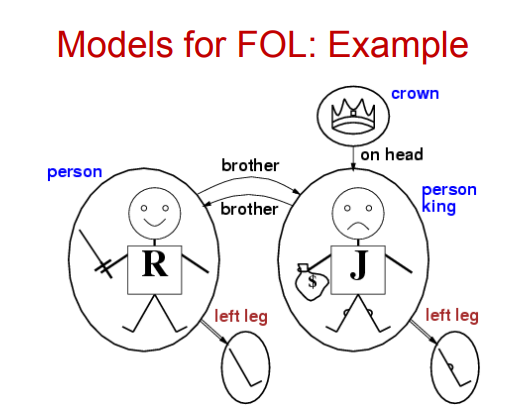 Models for FOL: Example
crown
on head
person
brother
person
king
brother
R
J
$
left leg
left leg